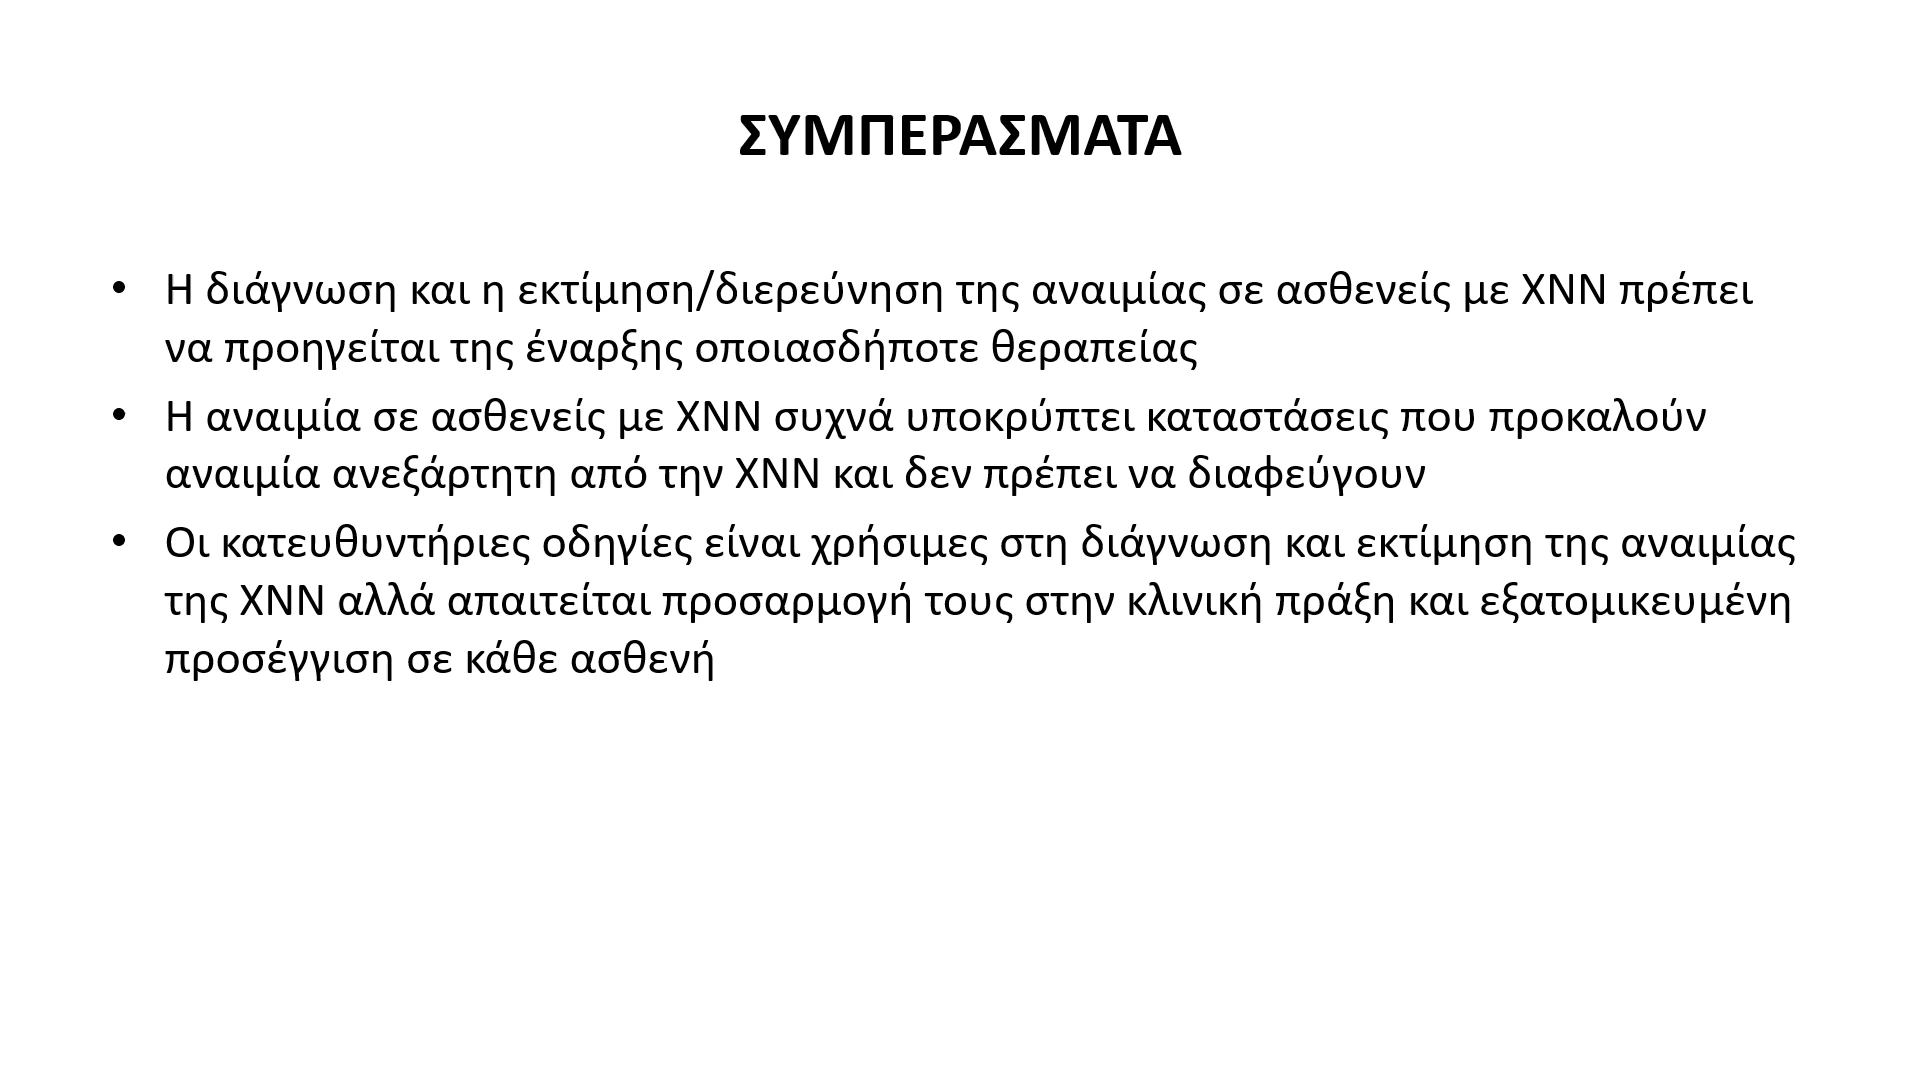 ΣΥΜΠΕΡΑΣΜΑΤΑ
• Η διάγνωση και η εκτίμηση/διερεύνηση της αναιμίας σε ασθενείς με ΧΝΝ πρέπει
να προηγείται της έναρξης οποιασδήποτε θεραπείας
• Η αναιμία σε ασθενείς με ΧΝΝ συχνά υποκρύπτει καταστάσεις που προκαλούν
αναιμία ανεξάρτητη από την ΧΝΝ και δεν πρέπει να διαφεύγουν
• Οι κατευθυντήριες οδηγίες είναι χρήσιμες στη διάγνωση και εκτίμηση της αναιμίας
της ΧΝΝ αλλά απαιτείται προσαρμογή τους στην κλινική πράξη και εξατομικευμένη
προσέγγιση σε κάθε ασθενή